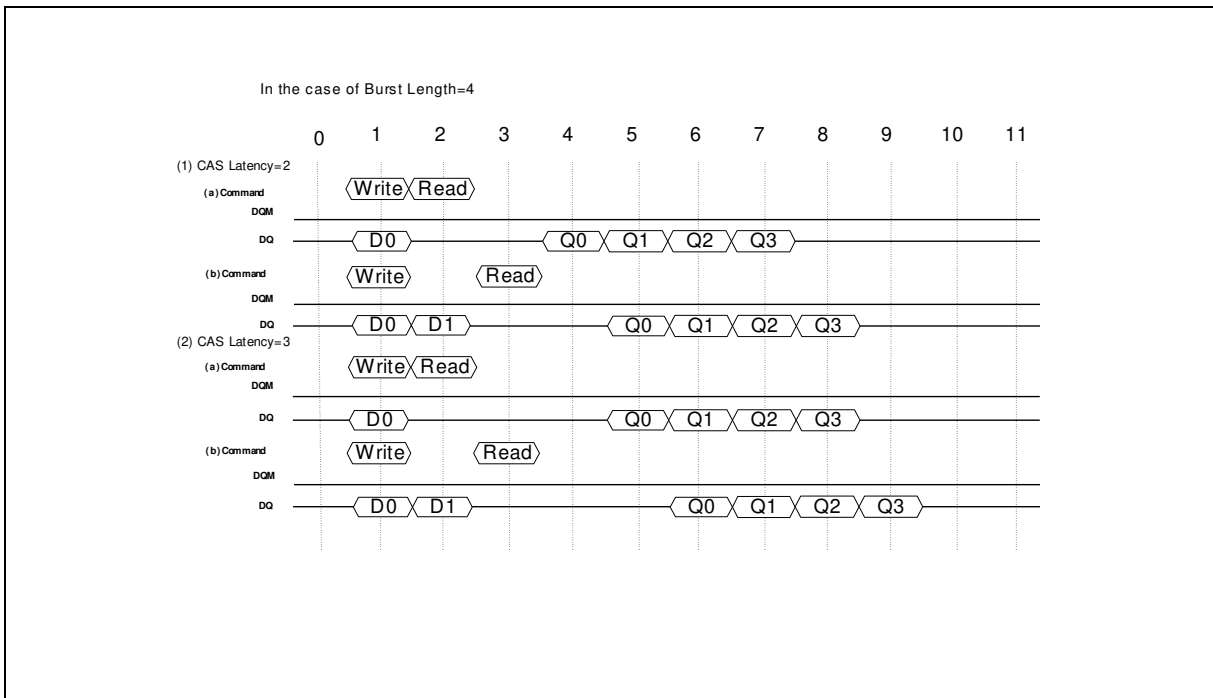 In the case of Burst Length=4
0 1 2 3 4 5 6 7 8 9 10 11
(1) CAS Latency=2
(a)Command Write Read
DQM
DQ D0 Q0 Q1 Q2 Q3
(b)Command Write Read
DQM
DQ D0 D1 Q0 Q1 Q2 Q3
(2) CAS Latency=3
(a)Command Write Read
DQM
DQ D0 Q0 Q1 Q2 Q3
(b)Command Write Read
DQM
DQ D0 D1 Q0 Q1 Q2 Q3